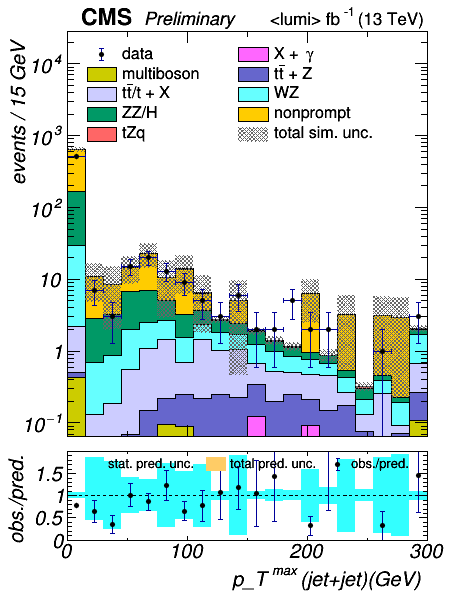 CMS Preliminary <lumi> fb⁻¹ (13 TeV)
data
multiboson
tt̄/t + X
ZZ/H
tZq
X + γ
tt̄ + Z
WZ
nonprompt
total sim. unc.
events / 15 GeV
10⁴
10³
10²
10
1
10⁻¹
stat. pred. unc. total pred. unc. obs./pred.
obs./pred.
1.5
1
0.5
0
0 100 200 300
p_T^max (jet+jet)(GeV)